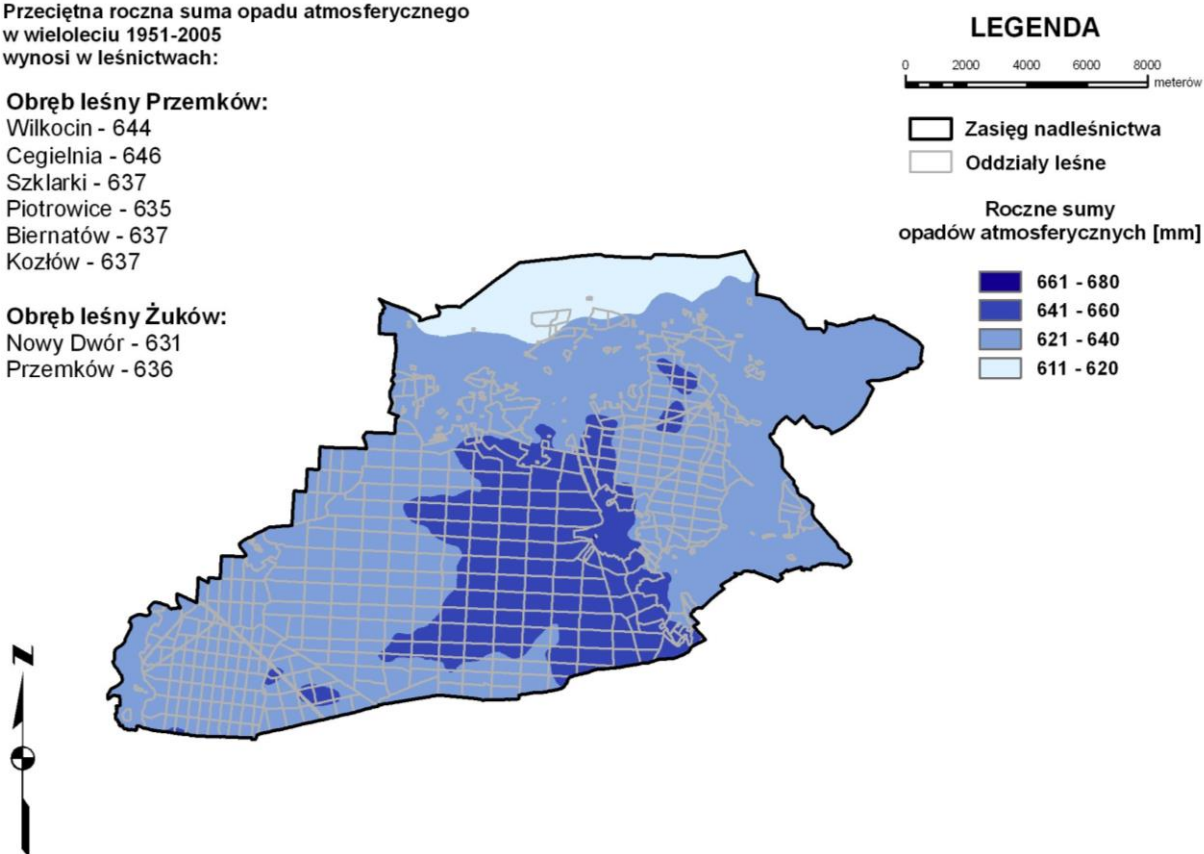 Przeciętna roczna suma opadu atmosferycznego
w wieloleciu 1951-2005
wynosi w leśnictwach:
Obręb leśny Przemków:
Wilkocin - 644
Cegielnia - 646
Szklarki - 637
Piotrowice - 635
Biernatów - 637
Kozłów - 637
Obręb leśny Żuków:
Nowy Dwór - 631
Przemków - 636
LEGENDA
0 2000 4000 6000 8000
meterów
Zasięg nadleśnictwa
Oddziały leśne
Roczne sumy
opadów atmosferycznych [mm]
661 - 680
641 - 660
621 - 640
611 - 620
N